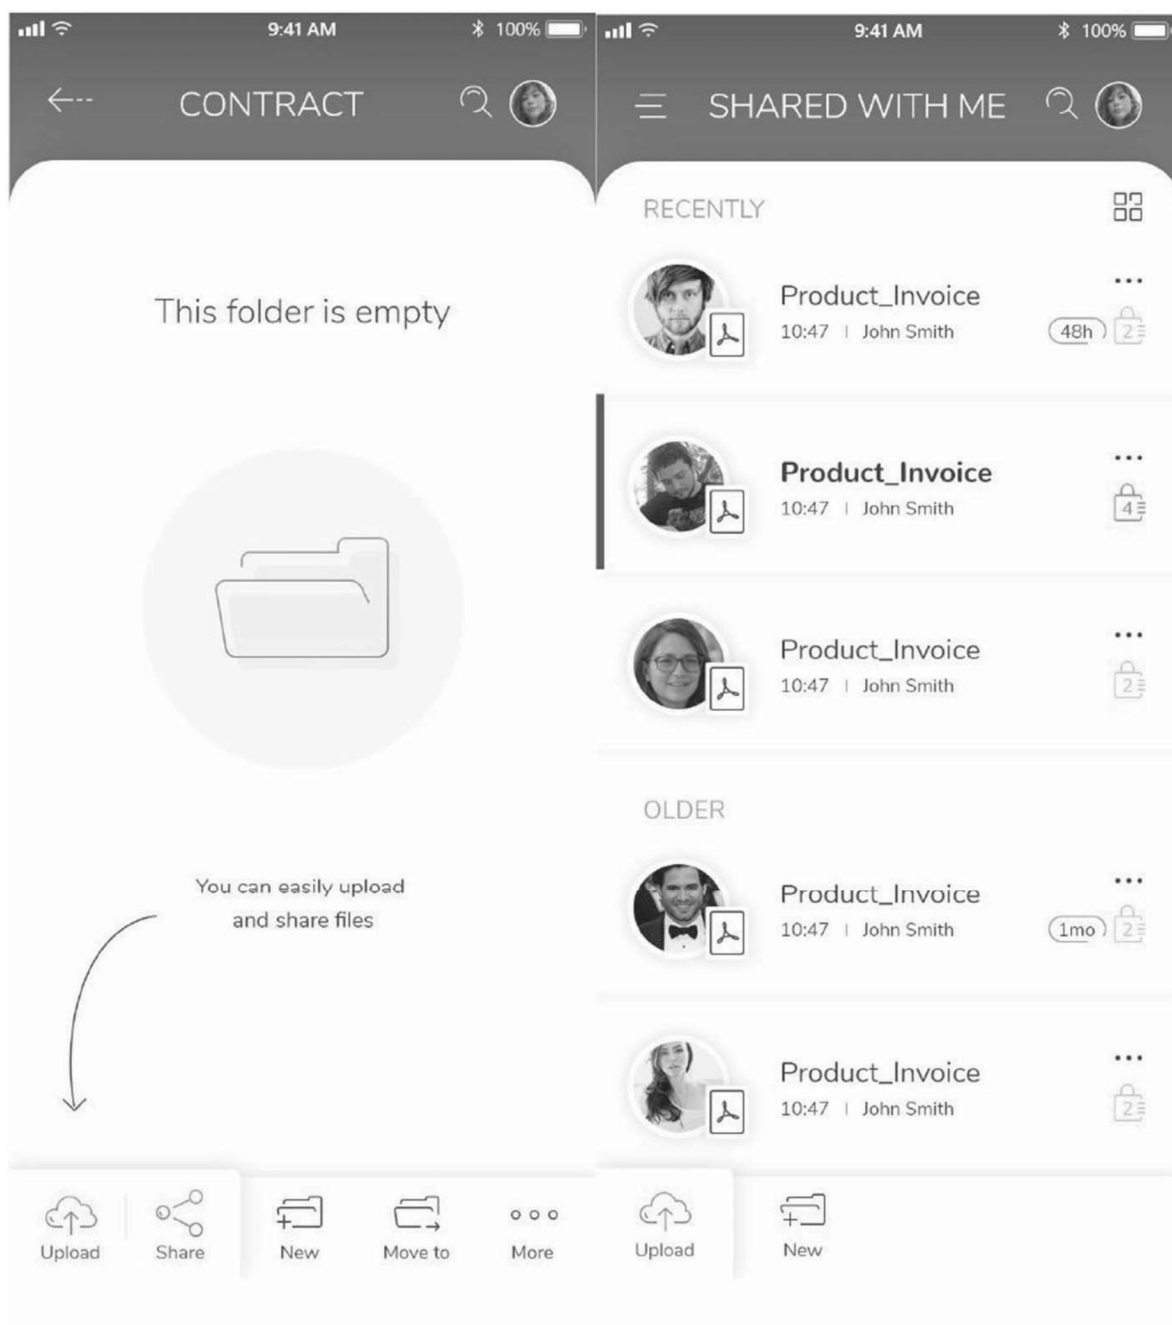 9:41 AM
100%
CONTRACT
This folder is empty
You can easily upload
and share files
Upload
Share
New
Move to
More
9:41 AM
100%
SHARED WITH ME
RECENTLY
Product_Invoice
10:47 | John Smith
48h
2
Product_Invoice
10:47 | John Smith
4
Product_Invoice
10:47 | John Smith
2
OLDER
Product_Invoice
10:47 | John Smith
1mo
2
Product_Invoice
10:47 | John Smith
2
Upload
New